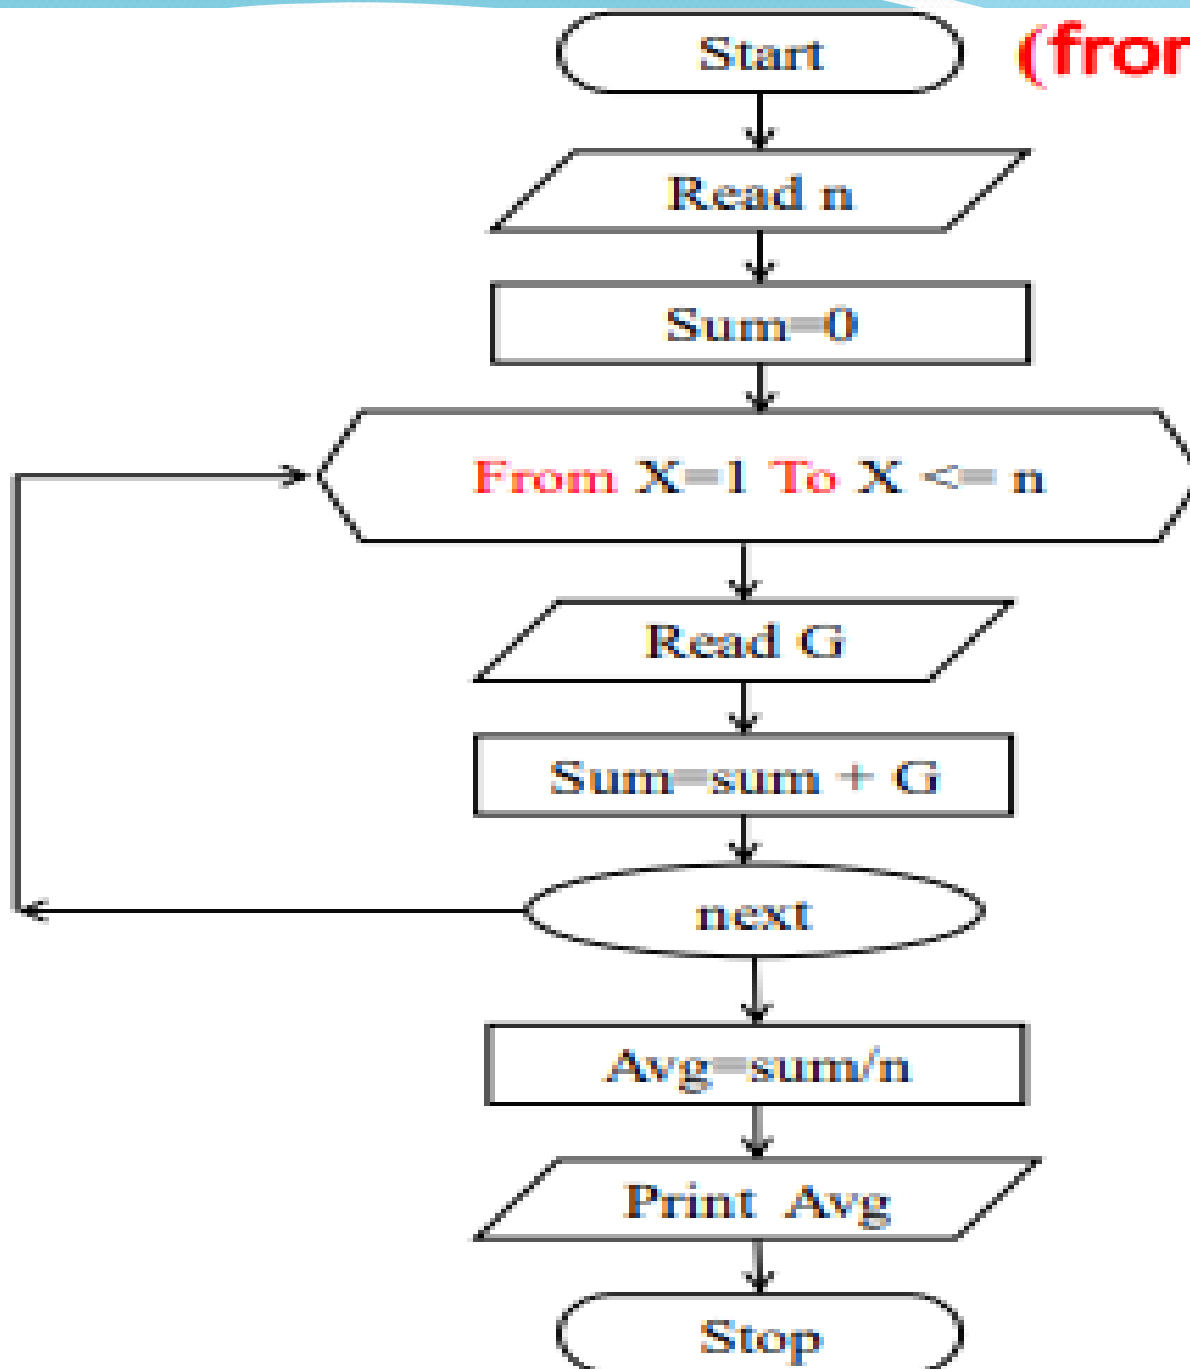 Start
(fror
Read n
Sum=0
From X=1 To X <= n
Read G
Sum=sum + G
next
Avg=sum/n
Print Avg
Stop